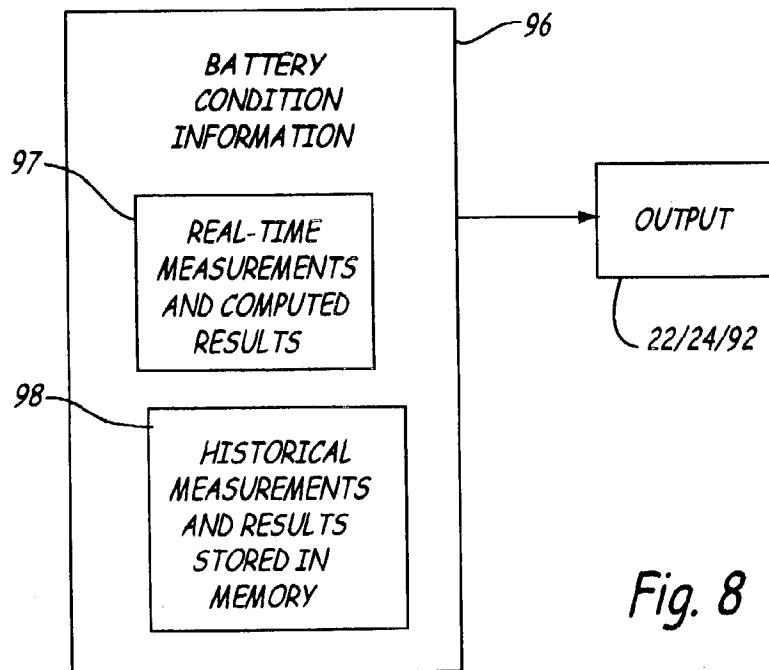 96
BATTERY
CONDITION
INFORMATION
97
REAL-TIME
MEASUREMENTS
AND COMPUTED
RESULTS
OUTPUT
22/24/92
98
HISTORICAL
MEASUREMENTS
AND RESULTS
STORED IN
MEMORY
Fig. 8